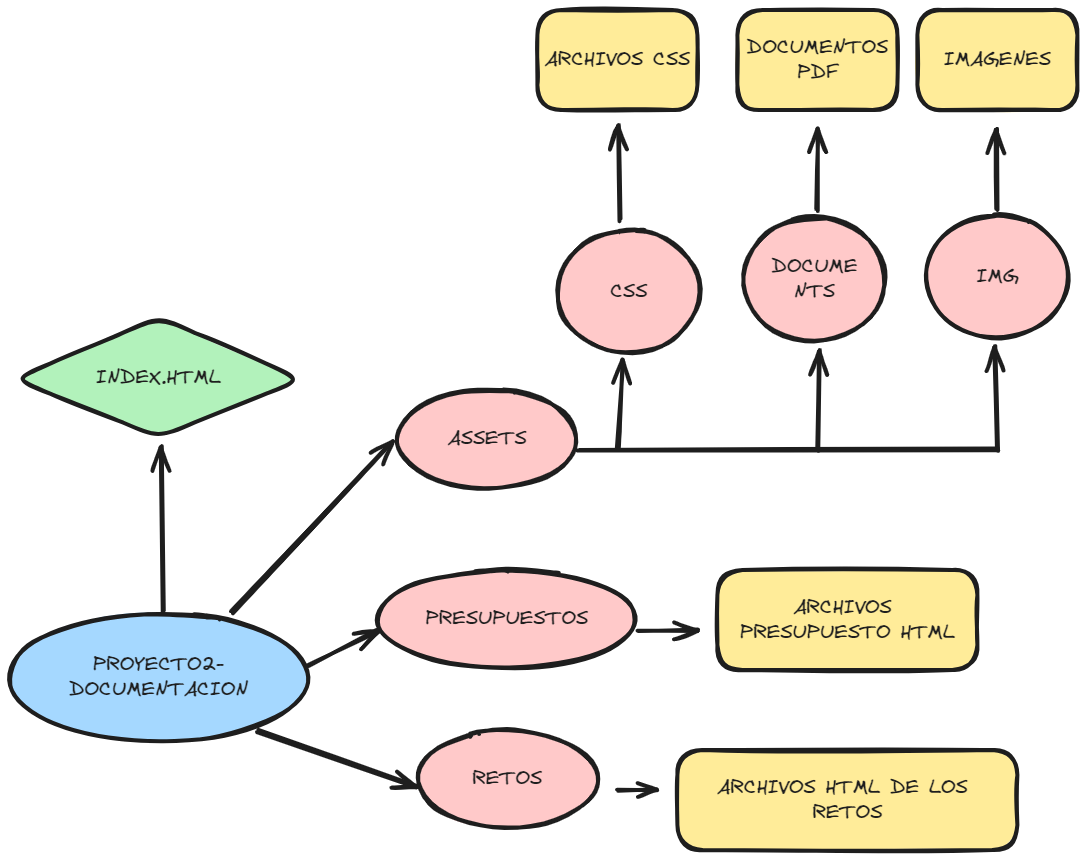 ARCHIVOS CSS
DOCUMENTOS
PDF
IMAGENES
CSS
DOCUME
NTS
IMG
INDEX.HTML
ASSETS
PRESUPUESTOS
ARCHIVOS
PRESUPUESTO HTML
PROYECTO2-
DOCUMENTACION
RETOS
ARCHIVOS HTML DE LOS
RETOS